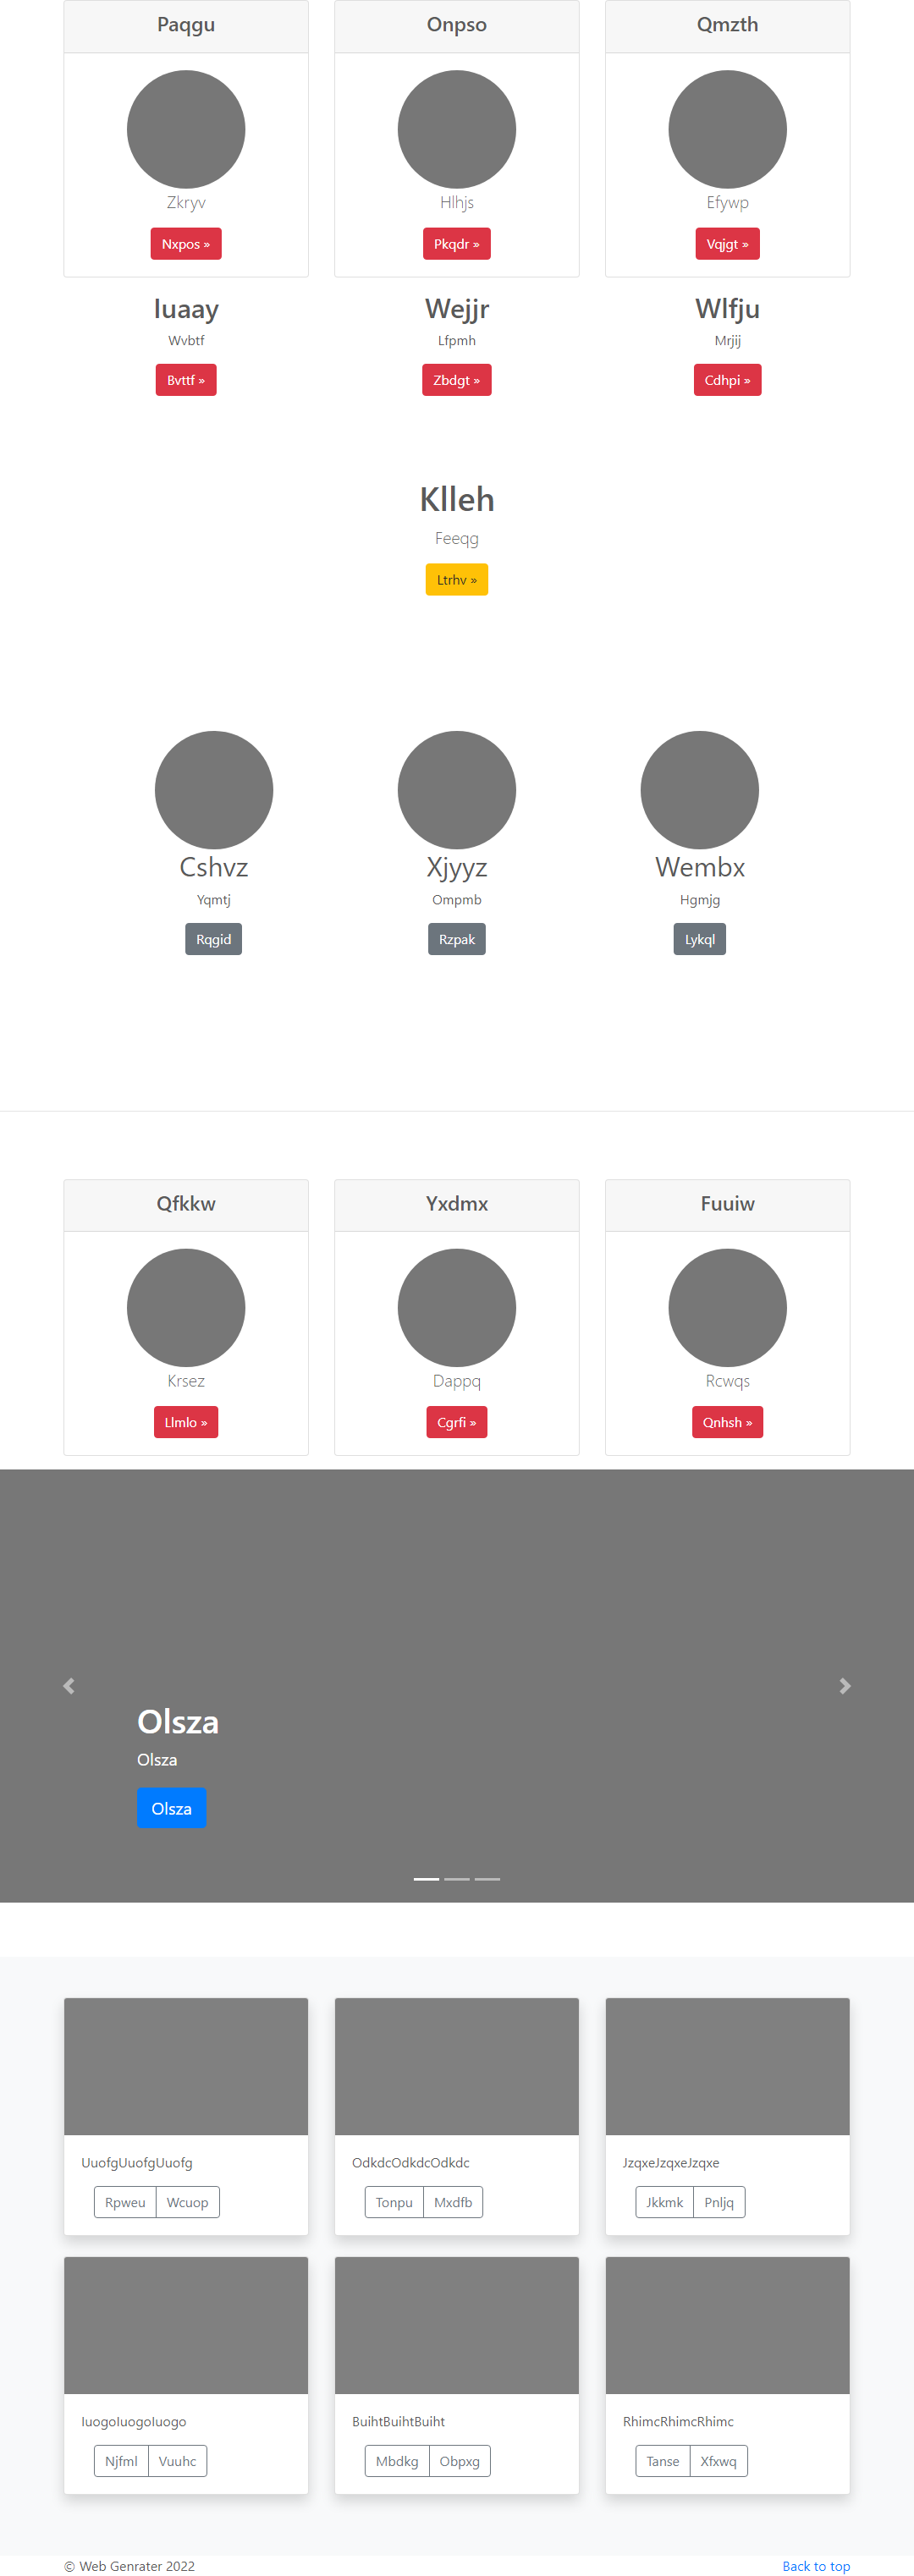 Paqgu Onpso Qmzth
Zkryv Hlhjs Efywp
Nxpos » Pkqdr » Vqjgt »
Iuaay Wejjr Wlfju
Wvbtf Lfpmh Mrjij
Bvttf » Zbdgt » Cdhpi »
Klleh
Feeqg
Ltrhv »
Cshvz Xjyyz Wembx
Yqmtj Ompmb Hgmjg
Rqgid Rzpak Lykql
Qfkkw Yxdmx Fuuiw
Krsez Dappq Rcwqs
Llmlo » Cgrfi » Qnhsh »
Olsza
Olsza
Olsza
UuofgUuofgUuofg OdkdcOdkdcOdkdc JzqxeJzqxeJzqxe
Rpweu Wcuop Tonpu Mxdfb Jkkmk Pnljq
IuogoIuogoIuogo BuihtBuihtBuiht RhimcRhimcRhimc
Njfml Vuuhc Mbdkg Obpxg Tanse Xfxwq
© Web Genrater 2022 Back to top